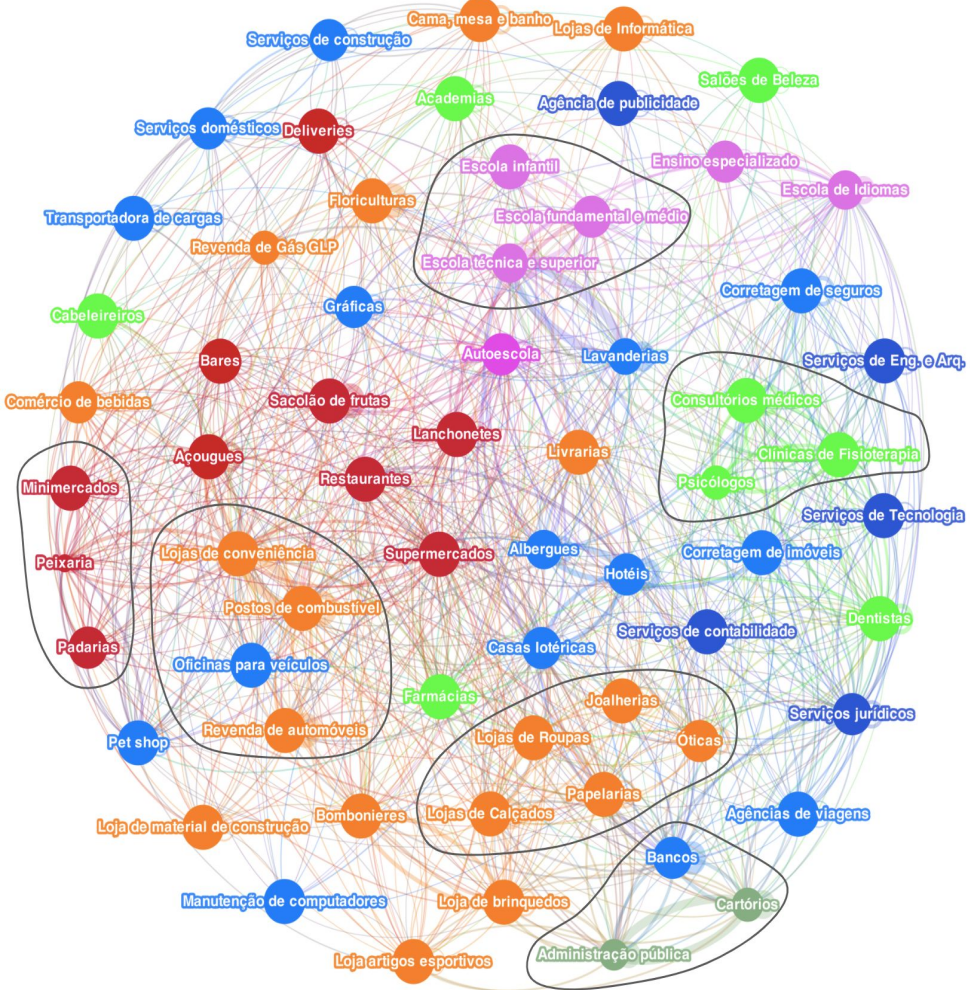 Cama, mesa e banho
Lojas de Informática
Serviços de construção
Salões de Beleza
Academias
Agência de publicidade
Serviços domésticos
Deliveries
Escola infantil
Ensino especializado
Escola de Idiomas
Floriculturas
Transportadora de cargas
Escola fundamental e médio
Revenda de Gás GLP
Escola técnica e superior
Corretagem de seguros
Gráficas
Cabeleireiros
Autoescola
Lavanderias
Bares
Serviços de Eng. e Arq.
Comércio de bebidas
Sacolão de frutas
Consultórios médicos
Lanchonetes
Açougues
Livrarias
Clínicas de Fisioterapia
Restaurantes
Psicólogos
Minimercados
Serviços de Tecnologia
Lojas de conveniência
Supermercados
Albergues
Corretagem de imóveis
Peixaria
Hotéis
Postos de combustível
Dentistas
Serviços de contabilidade
Padarias
Casas lotéricas
Oficinas para veículos
Farmácias
Joalherias
Serviços jurídicos
Revenda de automóveis
Lojas de Roupas
Óticas
Pet shop
Papelarias
Lojas de Calçados
Bombonieres
Agências de viagens
Loja de material de construção
Bancos
Manutenção de computadores
Loja de brinquedos
Cartórios
Administração pública
Loja artigos esportivos